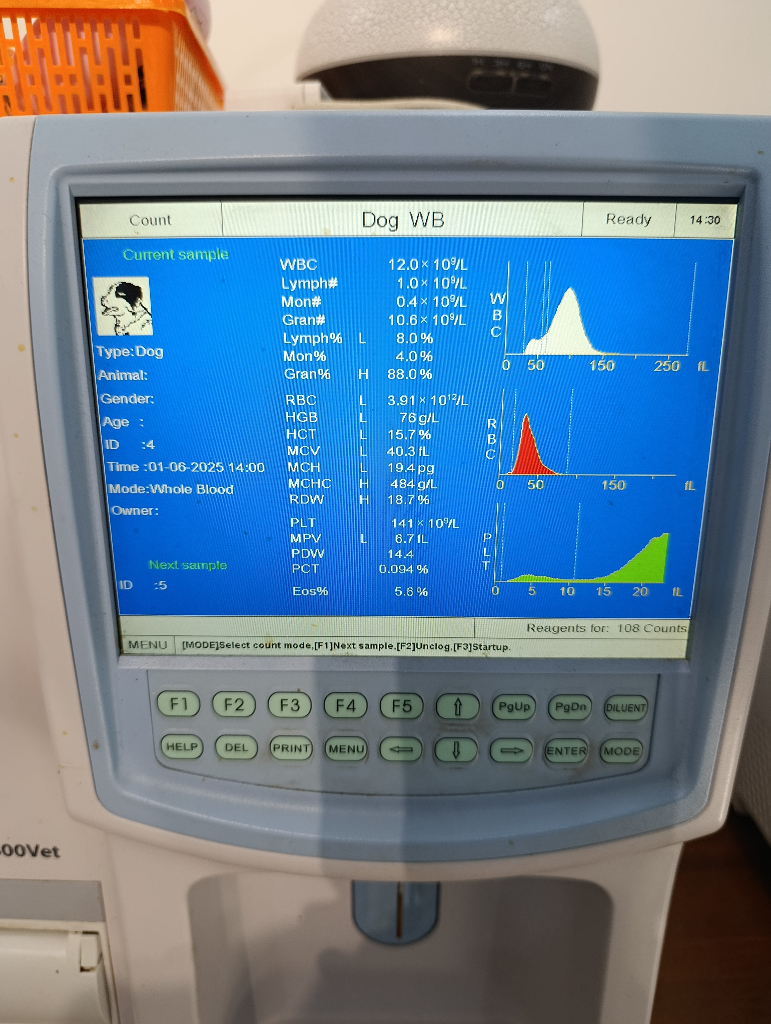 Count Dog WB Ready 14:30
Current sample
Type:Dog
Animal:
Gender:
Age :
ID :4
Time :01-06-2025 14:00
Mode:Whole Blood
Owner:
Next sample
ID :5
WBC 12.0 × 10⁹/L
Lymph# 1.0 × 10⁹/L
Mon# 0.4 × 10⁹/L
Gran# 10.6 × 10⁹/L
Lymph% L 8.0 %
Mon% 4.0 %
Gran% H 88.0 %
RBC L 3.91 × 10¹²/L
HGB L 76 g/L
HCT L 15.7 %
MCV L 40.3 fL
MCH L 19.4 pg
MCHC H 484 g/L
RDW H 18.7 %
PLT 141 × 10⁹/L
MPV L 6.7 fL
PDW 14.4
PCT 0.094 %
Eos% 5.6 %
WBC
0 50 150 250 fL
RBC
0 50 150 fL
PLT
0 5 10 15 20 fL
Reagents for: 108 Counts
MENU [MODE]Select count mode,[F1]Next sample.[F2]Unclog.[F3]Startup.
F1 F2 F3 F4 F5 ⇧ PgUp PgDn DILUENT
HELP DEL PRINT MENU ⇦ ⇩ ⇨ ENTER MODE
00Vet